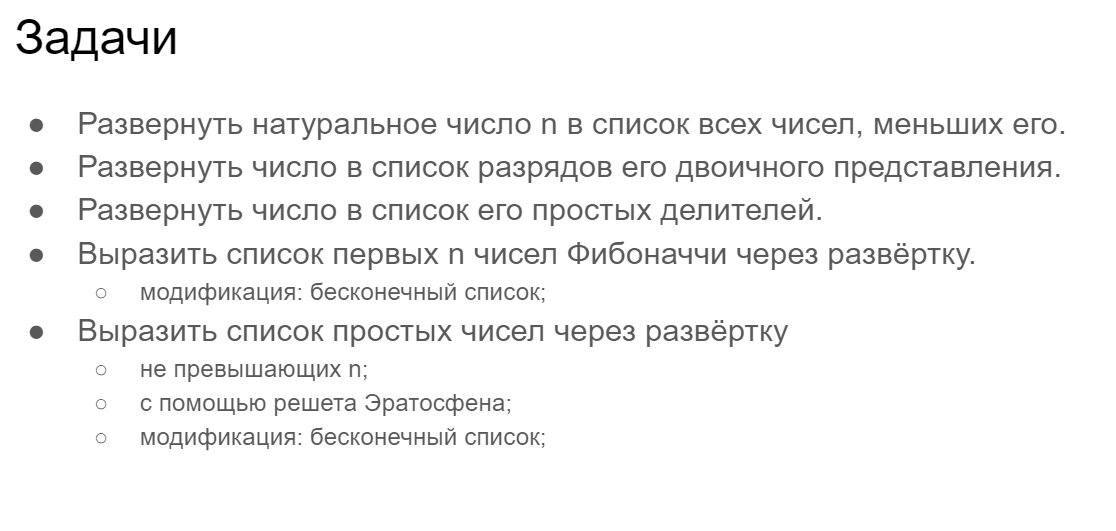 Задачи
● Развернуть натуральное число n в список всех чисел, меньших его.
● Развернуть число в список разрядов его двоичного представления.
● Развернуть число в список его простых делителей.
● Выразить список первых n чисел Фибоначчи через развёртку.
○ модификация: бесконечный список;
● Выразить список простых чисел через развёртку
○ не превышающих n;
○ с помощью решета Эратосфена;
○ модификация: бесконечный список;